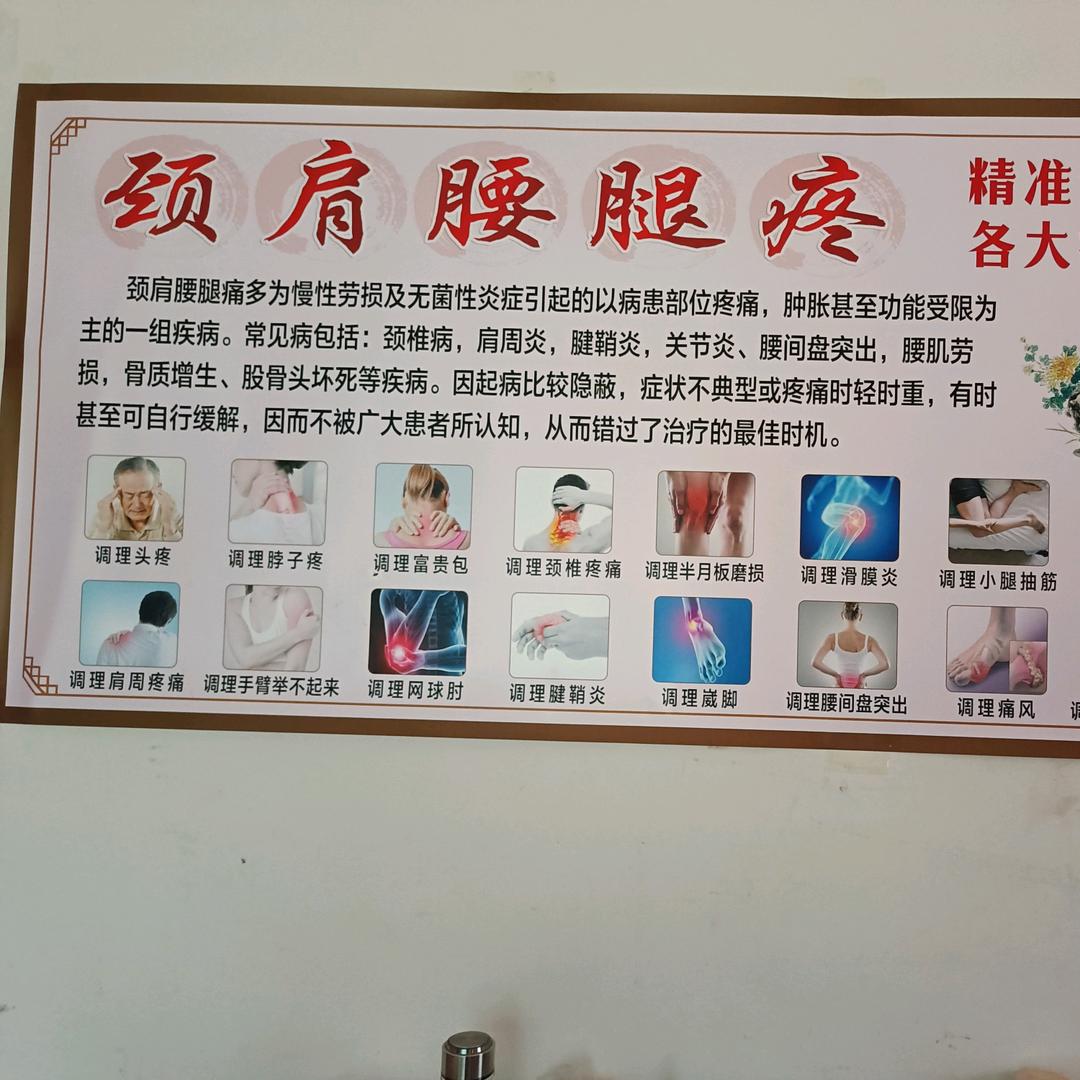 颈肩腰腿疼
精准
各大
颈肩腰腿痛多为慢性劳损及无菌性炎症引起的以病患部位疼痛，肿胀甚至功能受限为
主的一组疾病。常见病包括：颈椎病，肩周炎，腱鞘炎，关节炎、腰间盘突出，腰肌劳
损，骨质增生、股骨头坏死等疾病。因起病比较隐蔽，症状不典型或疼痛时轻时重，有时
甚至可自行缓解，因而不被广大患者所认知，从而错过了治疗的最佳时机。
调理头疼
调理脖子疼
调理富贵包
调理颈椎疼痛
调理半月板磨损
调理滑膜炎
调理小腿抽筋
调理肩周疼痛
调理手臂举不起来
调理网球肘
调理腱鞘炎
调理崴脚
调理腰间盘突出
调理痛风